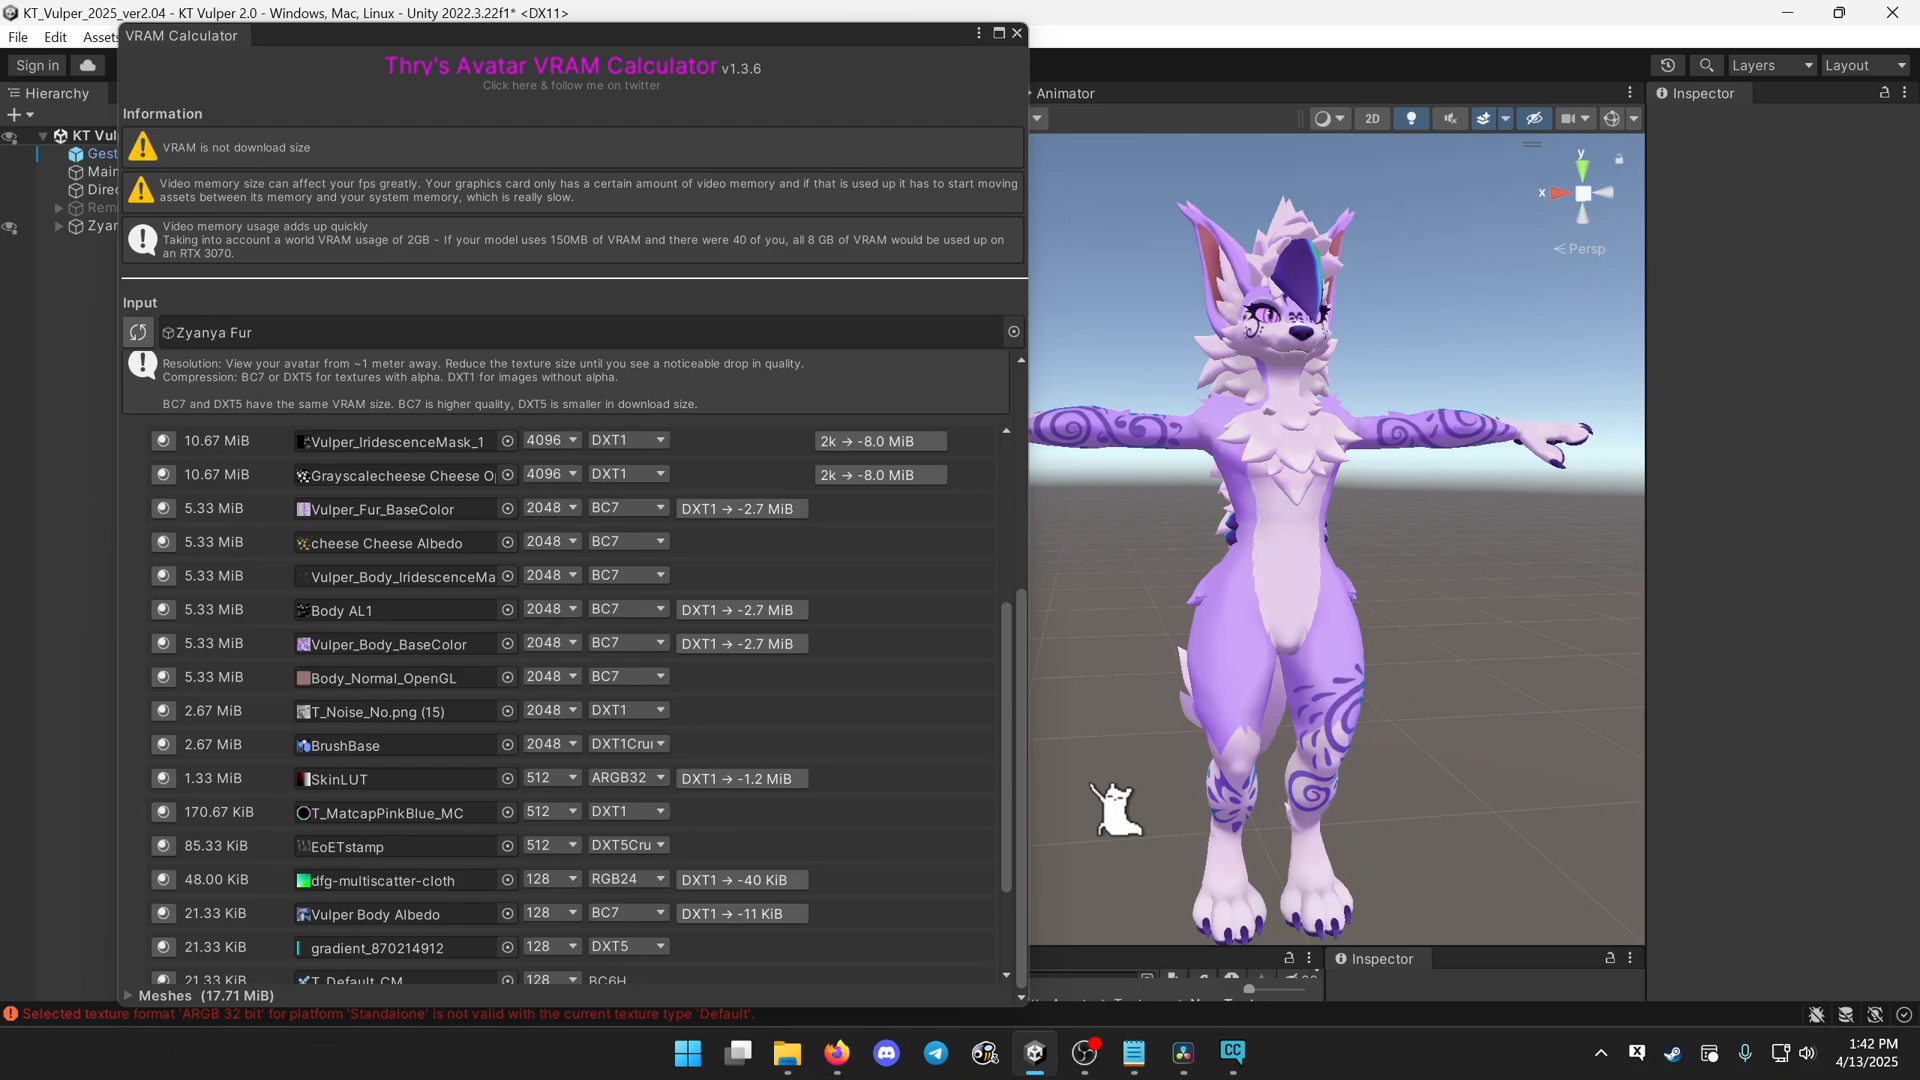 KT_Vulper_2025_ver2.04 - KT Vulper 2.0 - Windows, Mac, Linux - Unity 2022.3.22f1* <DX11>
File Edit Assets
VRAM Calculator
Sign in
Layers
Layout
Thry's Avatar VRAM Calculator v1.3.6
Click here & follow me on twitter
Hierarchy
Animator
Inspector
Information
2D
KT Vul
VRAM is not download size
Gest
Main
Video memory size can affect your fps greatly. Your graphics card only has a certain amount of video memory and if that is used up it has to start moving
assets between its memory and your system memory, which is really slow.
Direc
Rem
Zyan
Video memory usage adds up quickly
Taking into account a world VRAM usage of 2GB - If your model uses 150MB of VRAM and there were 40 of you, all 8 GB of VRAM would be used up on
an RTX 3070.
y
x
Persp
Input
Zyanya Fur
Resolution: View your avatar from ~1 meter away. Reduce the texture size until you see a noticeable drop in quality.
Compression: BC7 or DXT5 for textures with alpha. DXT1 for images without alpha.
BC7 and DXT5 have the same VRAM size. BC7 is higher quality, DXT5 is smaller in download size.
10.67 MiB Vulper_IridescenceMask_1 4096 DXT1 2k → -8.0 MiB
10.67 MiB Grayscalecheese Cheese O 4096 DXT1 2k → -8.0 MiB
5.33 MiB Vulper_Fur_BaseColor 2048 BC7 DXT1 → -2.7 MiB
5.33 MiB cheese Cheese Albedo 2048 BC7
5.33 MiB Vulper_Body_IridescenceMa 2048 BC7
5.33 MiB Body AL1 2048 BC7 DXT1 → -2.7 MiB
5.33 MiB Vulper_Body_BaseColor 2048 BC7 DXT1 → -2.7 MiB
5.33 MiB Body_Normal_OpenGL 2048 BC7
2.67 MiB T_Noise_No.png (15) 2048 DXT1
2.67 MiB BrushBase 2048 DXT1Cru
1.33 MiB SkinLUT 512 ARGB32 DXT1 → -1.2 MiB
170.67 KiB T_MatcapPinkBlue_MC 512 DXT1
85.33 KiB EoETstamp 512 DXT5Cru
48.00 KiB dfg-multiscatter-cloth 128 RGB24 DXT1 → -40 KiB
21.33 KiB Vulper Body Albedo 128 BC7 DXT1 → -11 KiB
21.33 KiB gradient_870214912 128 DXT5
21.33 KiB T_Default_CM 128 BC6H
Inspector
Meshes (17.71 MiB)
Selected texture format 'ARGB 32 bit' for platform 'Standalone' is not valid with the current texture type 'Default'.
CC
1:42 PM
4/13/2025